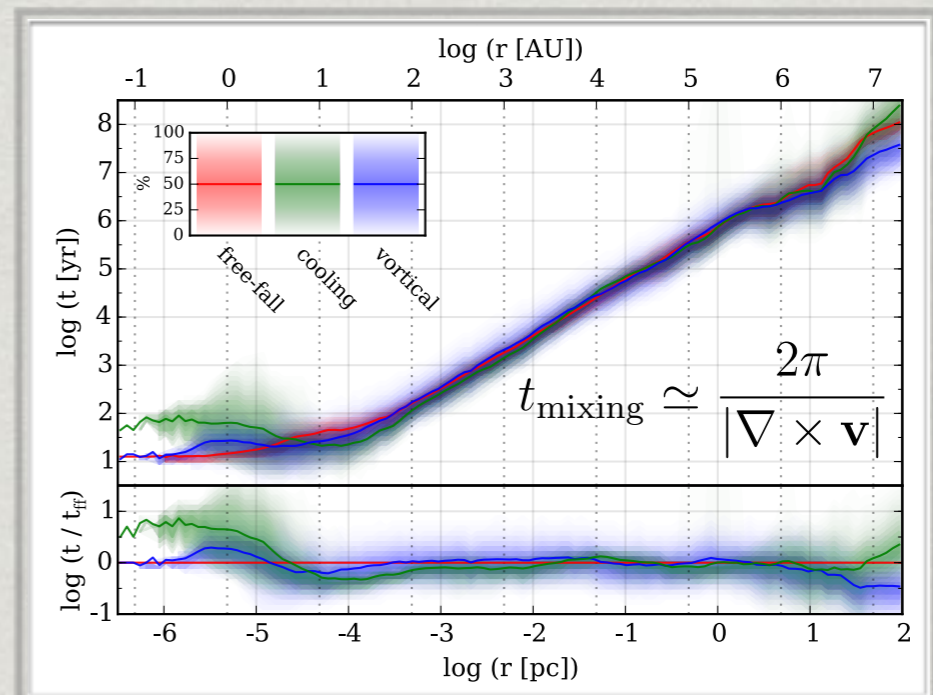 log (r [AU])
-1 0 1 2 3 4 5 6 7
log (t [yr])
8
7
6
5
4
3
2
1
%
100
75
50
25
0
free-fall cooling vortical
t_mixing ≃ 2π / |∇ × v|
log (t / t_ff)
1
0
-1
-6 -5 -4 -3 -2 -1 0 1 2
log (r [pc])